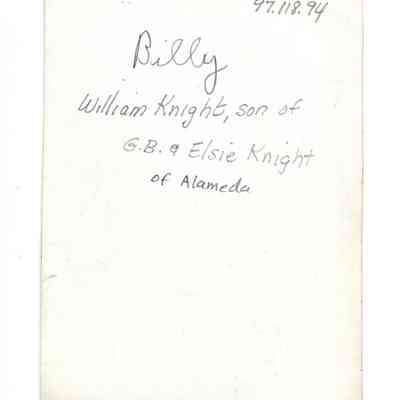 97.118.94
Billy
William Knight, son of
G.B. & Elsie Knight
of Alameda